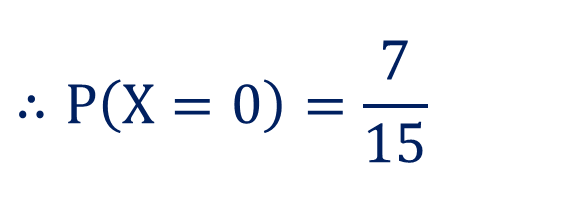 ∴ P(X = 0) = 7/15